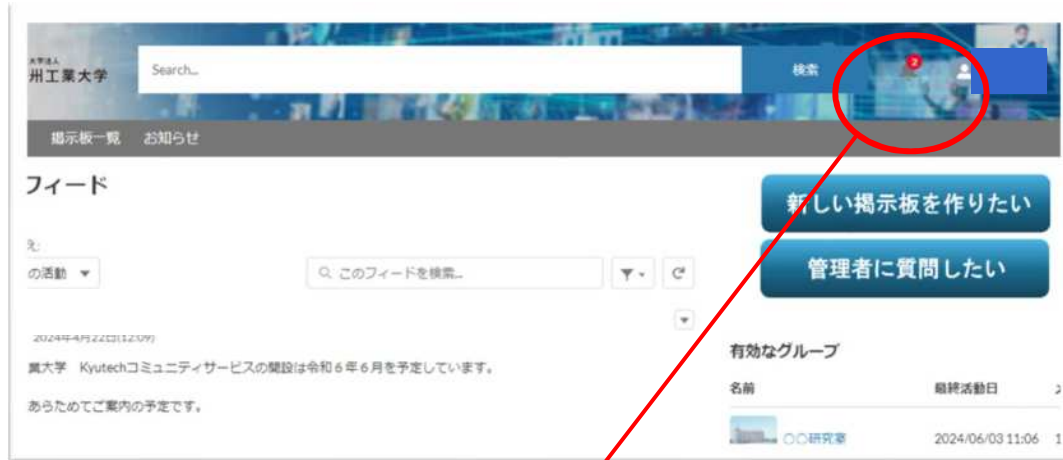 大学法人
州工業大学
Search...
検索
2
掲示板一覧 お知らせ
フィード
新しい掲示板を作りたい
え:
の活動
このフィードを検索...
管理者に質問したい
2024年4月22日(12:09)
業大学 Kyutechコミュニティサービスの開設は令和6年6月を予定しています。
あらためてご案内の予定です。
有効なグループ
名前 最終活動日
〇〇研究室 2024/06/03 11:06 1